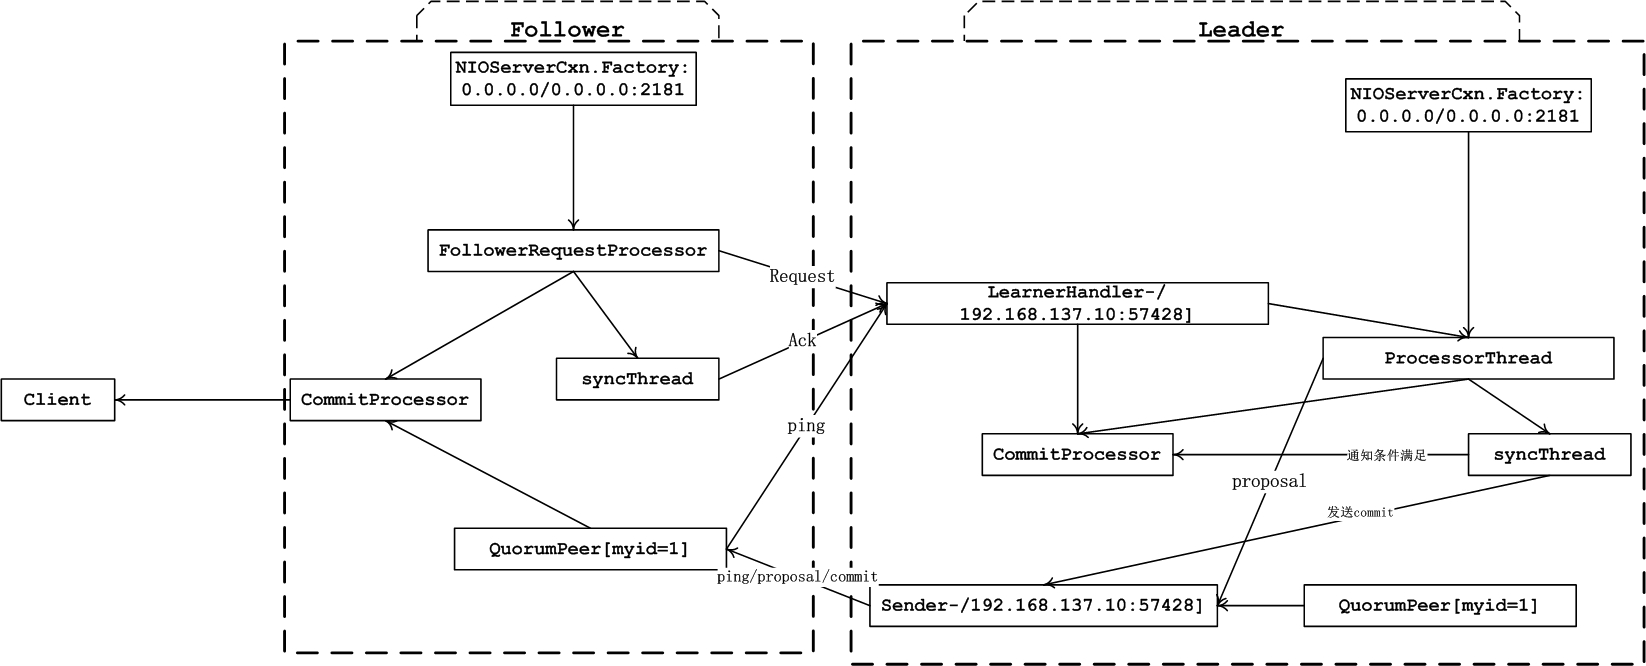 Follower
Leader
NIOServerCxn.Factory:
0.0.0.0/0.0.0.0:2181
NIOServerCxn.Factory:
0.0.0.0/0.0.0.0:2181
FollowerRequestProcessor
Request
LearnerHandler-/
192.168.137.10:57428]
Ack
ProcessorThread
syncThread
Client
CommitProcessor
ping
CommitProcessor
通知条件满足
syncThread
proposal
发送commit
QuorumPeer[myid=1]
ping/proposal/commit
Sender-/192.168.137.10:57428]
QuorumPeer[myid=1]